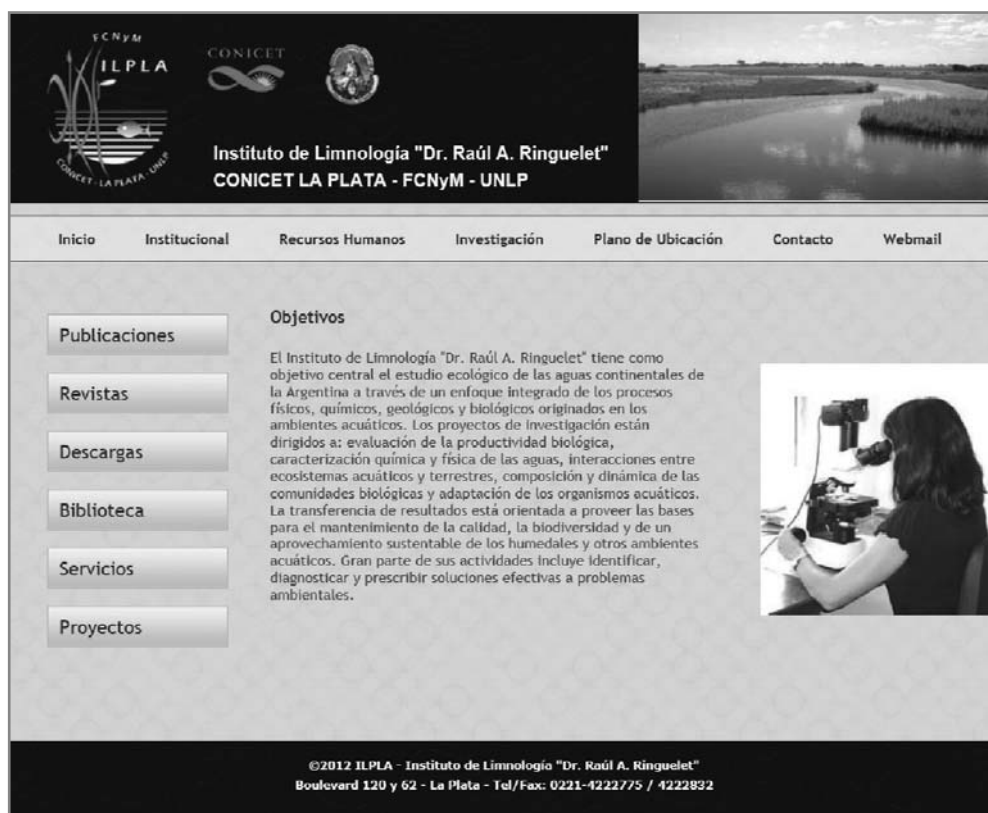 FCNyM
ILPLA
CONICET - LA PLATA - UNLP
CONICET
Instituto de Limnología "Dr. Raúl A. Ringuelet"
CONICET LA PLATA - FCNyM - UNLP
Inicio Institucional Recursos Humanos Investigación Plano de Ubicación Contacto Webmail
Publicaciones
Revistas
Descargas
Biblioteca
Servicios
Proyectos
Objetivos
El Instituto de Limnología "Dr. Raúl A. Ringuelet" tiene como
objetivo central el estudio ecológico de las aguas continentales de
la Argentina a través de un enfoque integrado de los procesos
físicos, químicos, geológicos y biológicos originados en los
ambientes acuáticos. Los proyectos de investigación están
dirigidos a: evaluación de la productividad biológica,
caracterización química y física de las aguas, interacciones entre
ecosistemas acuáticos y terrestres, composición y dinámica de las
comunidades biológicas y adaptación de los organismos acuáticos.
La transferencia de resultados está orientada a proveer las bases
para el mantenimiento de la calidad, la biodiversidad y de un
aprovechamiento sustentable de los humedales y otros ambientes
acuáticos. Gran parte de sus actividades incluye identificar,
diagnosticar y prescribir soluciones efectivas a problemas
ambientales.
©2012 ILPLA - Instituto de Limnología "Dr. Raúl A. Ringuelet"
Boulevard 120 y 62 - La Plata - Tel/Fax: 0221-4222775 / 4222832